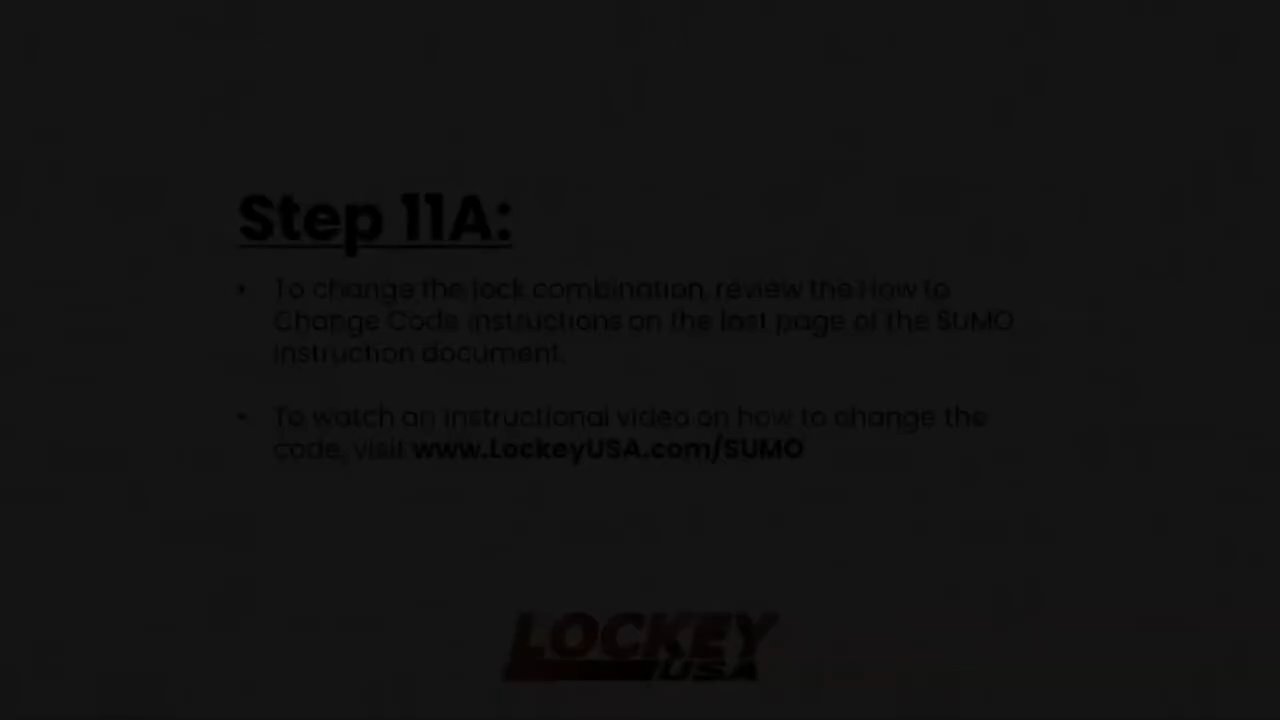 Step 11A:
• To change the lock combination, review the How to
Change Code instructions on the last page of the SUMO
instruction document.
• To watch an instructional video on how to change the
code, visit www.LockeyUSA.com/SUMO
LOCKEY
USA